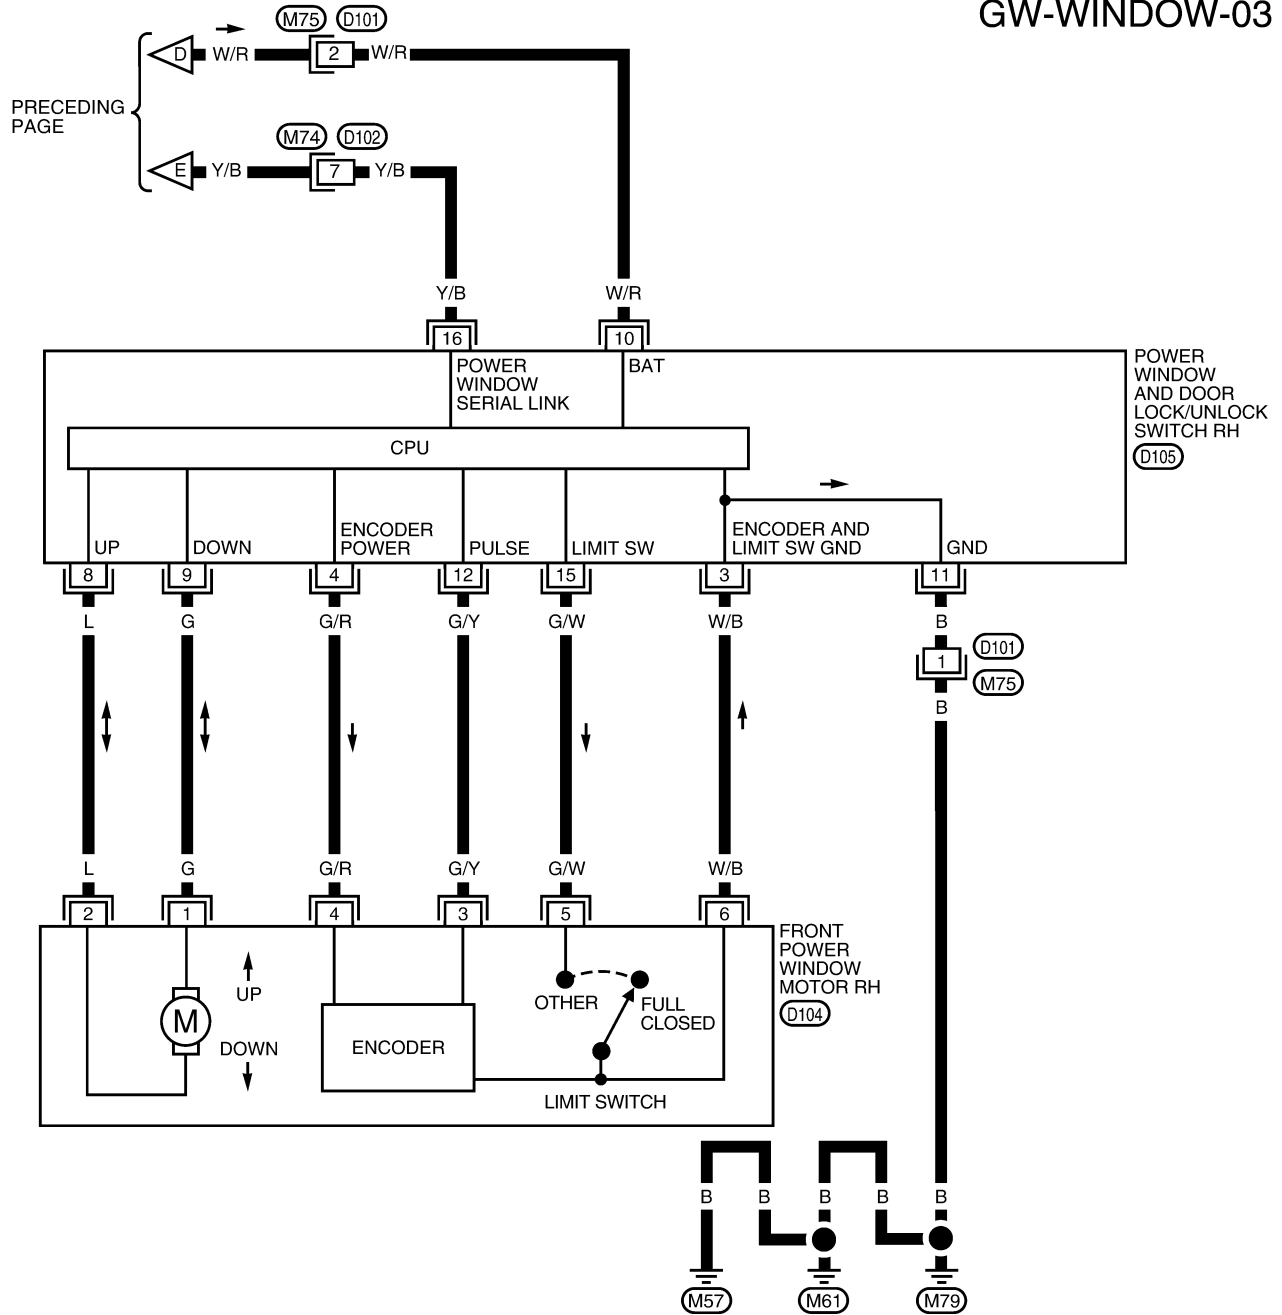 GW-WINDOW-03
M75 D101
D W/R 2 W/R
PRECEDING
PAGE
M74 D102
E Y/B 7 Y/B
Y/B W/R
16 10
POWER
WINDOW
SERIAL LINK
BAT
POWER
WINDOW
AND DOOR
LOCK/UNLOCK
SWITCH RH
D105
CPU
UP
DOWN
ENCODER
POWER
PULSE
LIMIT SW
ENCODER AND
LIMIT SW GND
GND
8 9 4 12 15 3 11
L G G/R G/Y G/W W/B B
1
D101
M75
B
L G G/R G/Y G/W W/B
2 1 4 3 5 6
FRONT
POWER
WINDOW
MOTOR RH
D104
UP
M
DOWN
ENCODER
OTHER
FULL
CLOSED
LIMIT SWITCH
B B B B B
M57 M61 M79